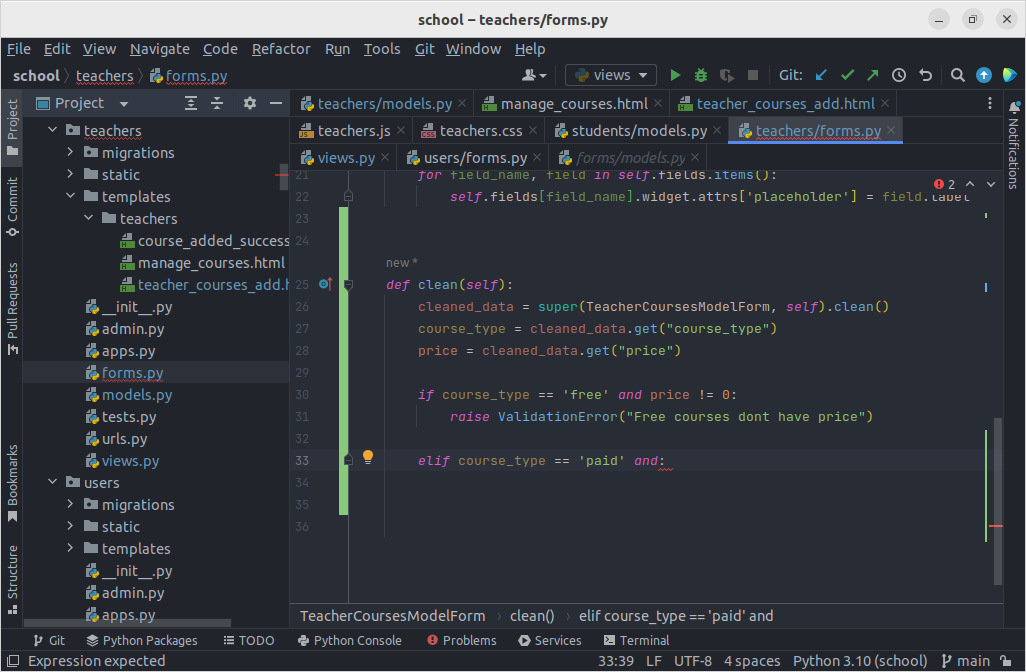 school – teachers/forms.py
File Edit View Navigate Code Refactor Run Tools Git Window Help
school teachers forms.py views Git:
Project
teachers/models.py manage_courses.html teacher_courses_add.html
teachers.js teachers.css students/models.py teachers/forms.py
views.py users/forms.py forms/models.py
Project
Commit
Pull Requests
Bookmarks
Structure
teachers
migrations
static
templates
teachers
course_added_success
manage_courses.html
teacher_courses_add.h
__init__.py
admin.py
apps.py
forms.py
models.py
tests.py
urls.py
views.py
users
migrations
static
templates
__init__.py
admin.py
apps.py
21 for field_name, field in self.fields.items():
2
22 self.fields[field_name].widget.attrs['placeholder'] = field.label
23
24
new *
25 def clean(self):
26 cleaned_data = super(TeacherCoursesModelForm, self).clean()
27 course_type = cleaned_data.get("course_type")
28 price = cleaned_data.get("price")
29
30 if course_type == 'free' and price != 0:
31 raise ValidationError("Free courses dont have price")
32
33 elif course_type == 'paid' and:
34
35
36
Notifications
TeacherCoursesModelForm clean() elif course_type == 'paid' and
Git Python Packages TODO Python Console Problems Services Terminal
Expression expected 33:39 LF UTF-8 4 spaces Python 3.10 (school) main